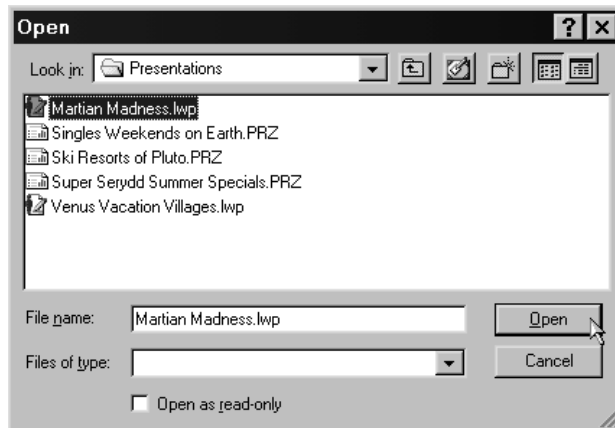 Open
Look in: Presentations
Martian Madness.lwp
Singles Weekends on Earth.PRZ
Ski Resorts of Pluto.PRZ
Super Serydd Summer Specials.PRZ
Venus Vacation Villages.lwp
File name: Martian Madness.lwp Open
Files of type: Cancel
Open as read-only